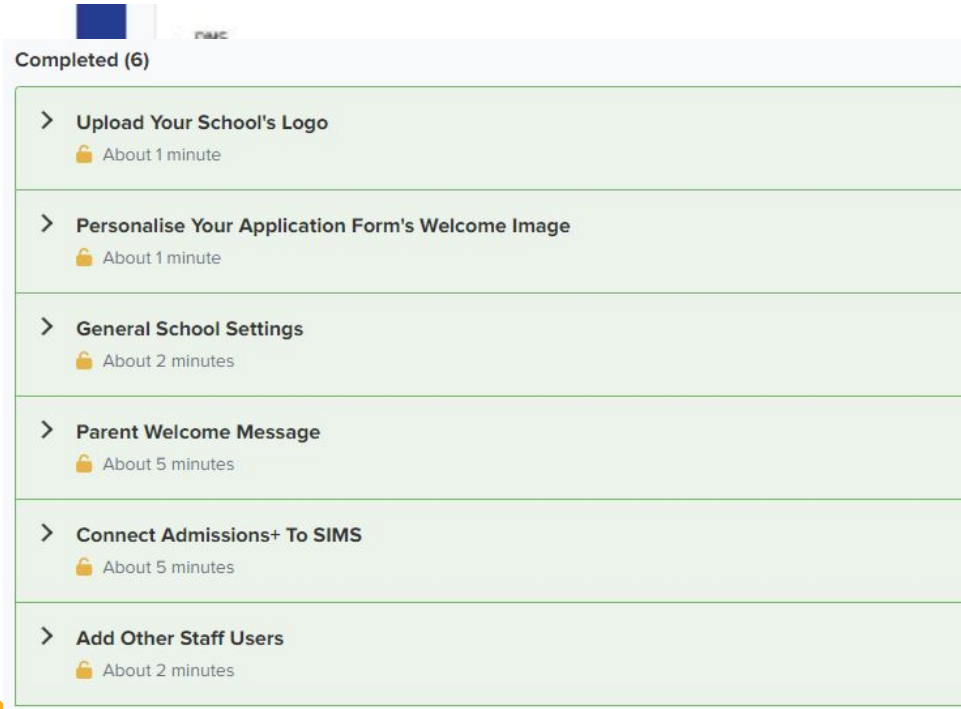 Completed (6)
Upload Your School's Logo
About 1 minute
Personalise Your Application Form's Welcome Image
About 1 minute
General School Settings
About 2 minutes
Parent Welcome Message
About 5 minutes
Connect Admissions+ To SIMS
About 5 minutes
Add Other Staff Users
About 2 minutes